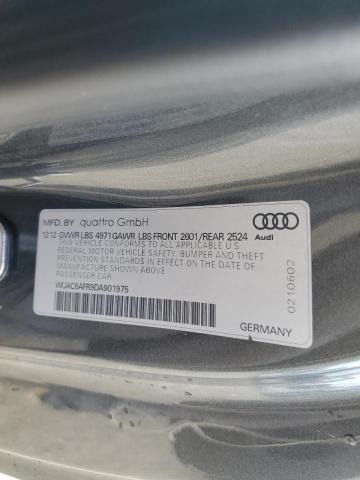 MFD. BY quattro GmbH
1212 GVWR LBS 4971 GAWR LBS FRONT 2601/REAR 2524
THIS VEHICLE CONFORMS TO ALL APPLICABLE U.S.
FEDERAL MOTOR VEHICLE SAFETY, BUMPER AND THEFT
PREVENTION STANDARDS IN EFFECT ON THE DATE OF
MANUFACTURE SHOWN ABOVE
PASSENGER CAR
WUAC6AFR9DA901975
Audi
0210602
GERMANY